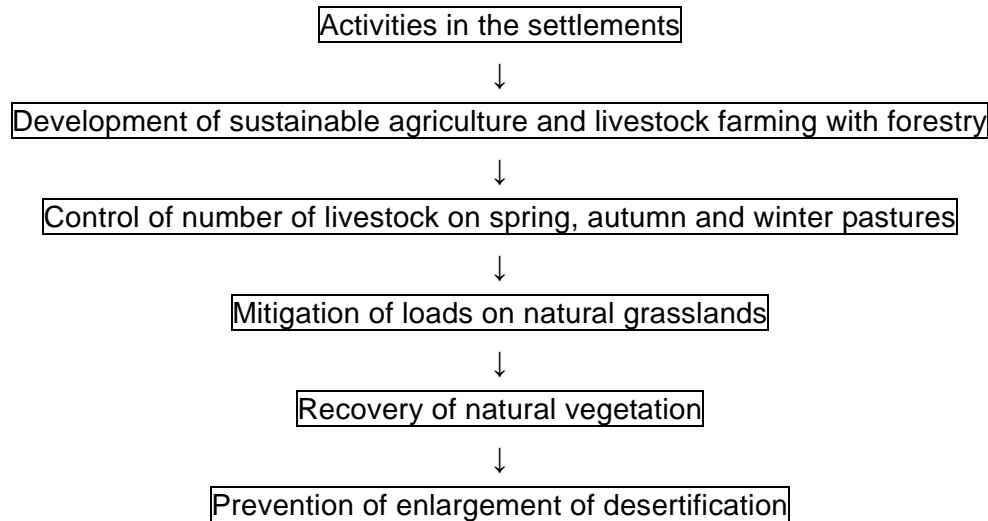 Activities in the settlements
↓
Development of sustainable agriculture and livestock farming with forestry
↓
Control of number of livestock on spring, autumn and winter pastures
↓
Mitigation of loads on natural grasslands
↓
Recovery of natural vegetation
↓
Prevention of enlargement of desertification